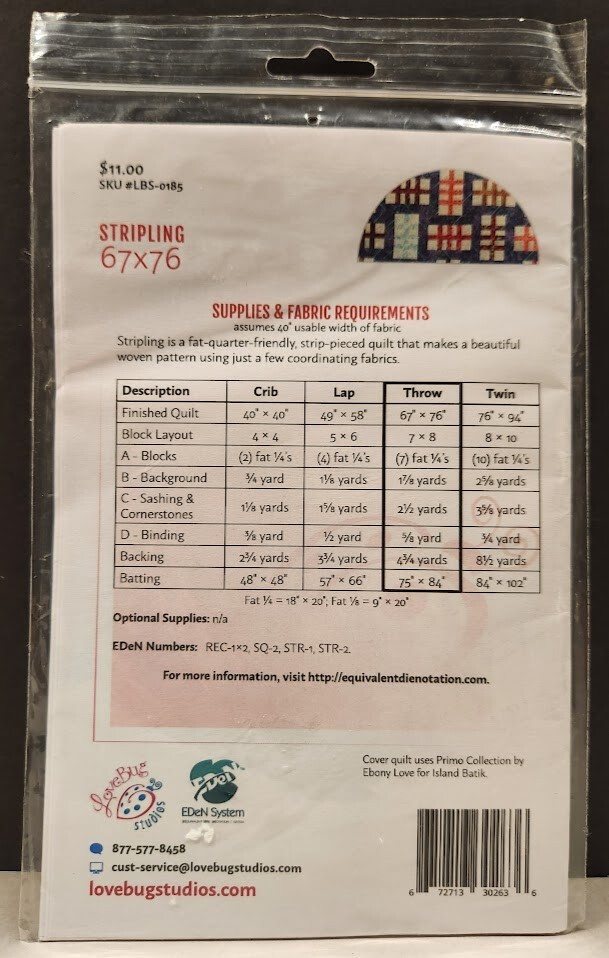 $11.00
SKU #LBS-0185
STRIPLING
67x76
SUPPLIES & FABRIC REQUIREMENTS
assumes 40" usable width of fabric
Stripling is a fat-quarter-friendly, strip-pieced quilt that makes a beautiful
woven pattern using just a few coordinating fabrics.
Description Crib Lap Throw Twin
Finished Quilt 40" × 40" 49" × 58" 67" × 76" 76" × 94"
Block Layout 4 × 4 5 × 6 7 × 8 8 × 10
A - Blocks (2) fat ¼'s (4) fat ¼'s (7) fat ¼'s (10) fat ¼'s
B - Background ¾ yard 1⅛ yards 1⅞ yards 2⅝ yards
C - Sashing &
Cornerstones 1⅛ yards 1⅝ yards 2½ yards 3⅝ yards
D - Binding ⅜ yard ½ yard ⅝ yard ¾ yard
Backing 2¾ yards 3¾ yards 4¾ yards 8½ yards
Batting 48" × 48" 57" × 66" 75" × 84" 84" × 102"
Fat ¼ = 18" × 20"; Fat ⅛ = 9" × 20"
Optional Supplies: n/a
EDeN Numbers: REC-1×2, SQ-2, STR-1, STR-2
For more information, visit http://equivalentdienotation.com.
Cover quilt uses Primo Collection by
Ebony Love for Island Batik.
LoveBug
studios
EDeN
EDeN System
877-577-8458
cust-service@lovebugstudios.com
lovebugstudios.com
6 72713 30263 6